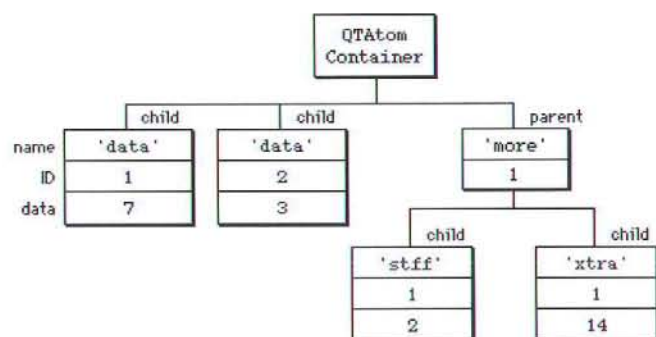 QTAtom
Container
child
child
parent
name
'data'
'data'
'more'
ID
1
2
1
data
7
3
child
child
'stff'
'xtra'
1
1
2
14